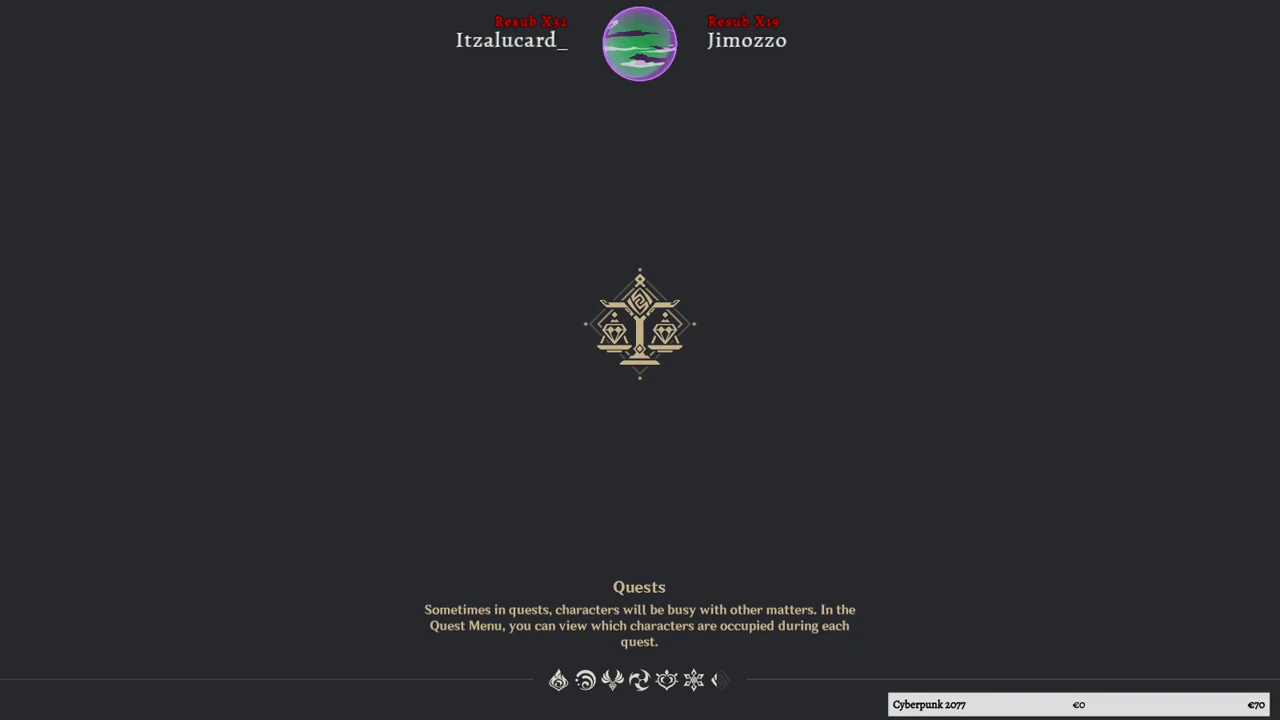 Resub X32
Itzalucard_
Resub X19
Jimozzo
Quests
Sometimes in quests, characters will be busy with other matters. In the
Quest Menu, you can view which characters are occupied during each
quest.
Cyberpunk 2077 €0 €70